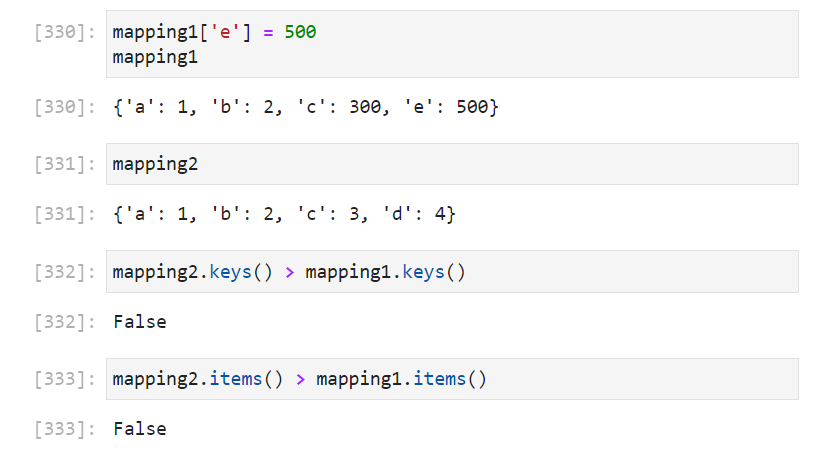 [330]: mapping1['e'] = 500
mapping1
[330]: {'a': 1, 'b': 2, 'c': 300, 'e': 500}
[331]: mapping2
[331]: {'a': 1, 'b': 2, 'c': 3, 'd': 4}
[332]: mapping2.keys() > mapping1.keys()
[332]: False
[333]: mapping2.items() > mapping1.items()
[333]: False